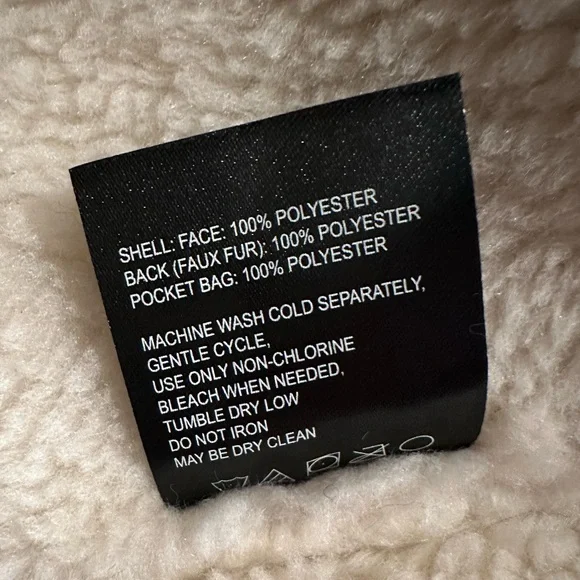 SHELL: FACE: 100% POLYESTER
BACK (FAUX FUR): 100% POLYESTER
POCKET BAG: 100% POLYESTER
MACHINE WASH COLD SEPARATELY,
GENTLE CYCLE,
USE ONLY NON-CHLORINE
BLEACH WHEN NEEDED,
TUMBLE DRY LOW
DO NOT IRON
MAY BE DRY CLEAN